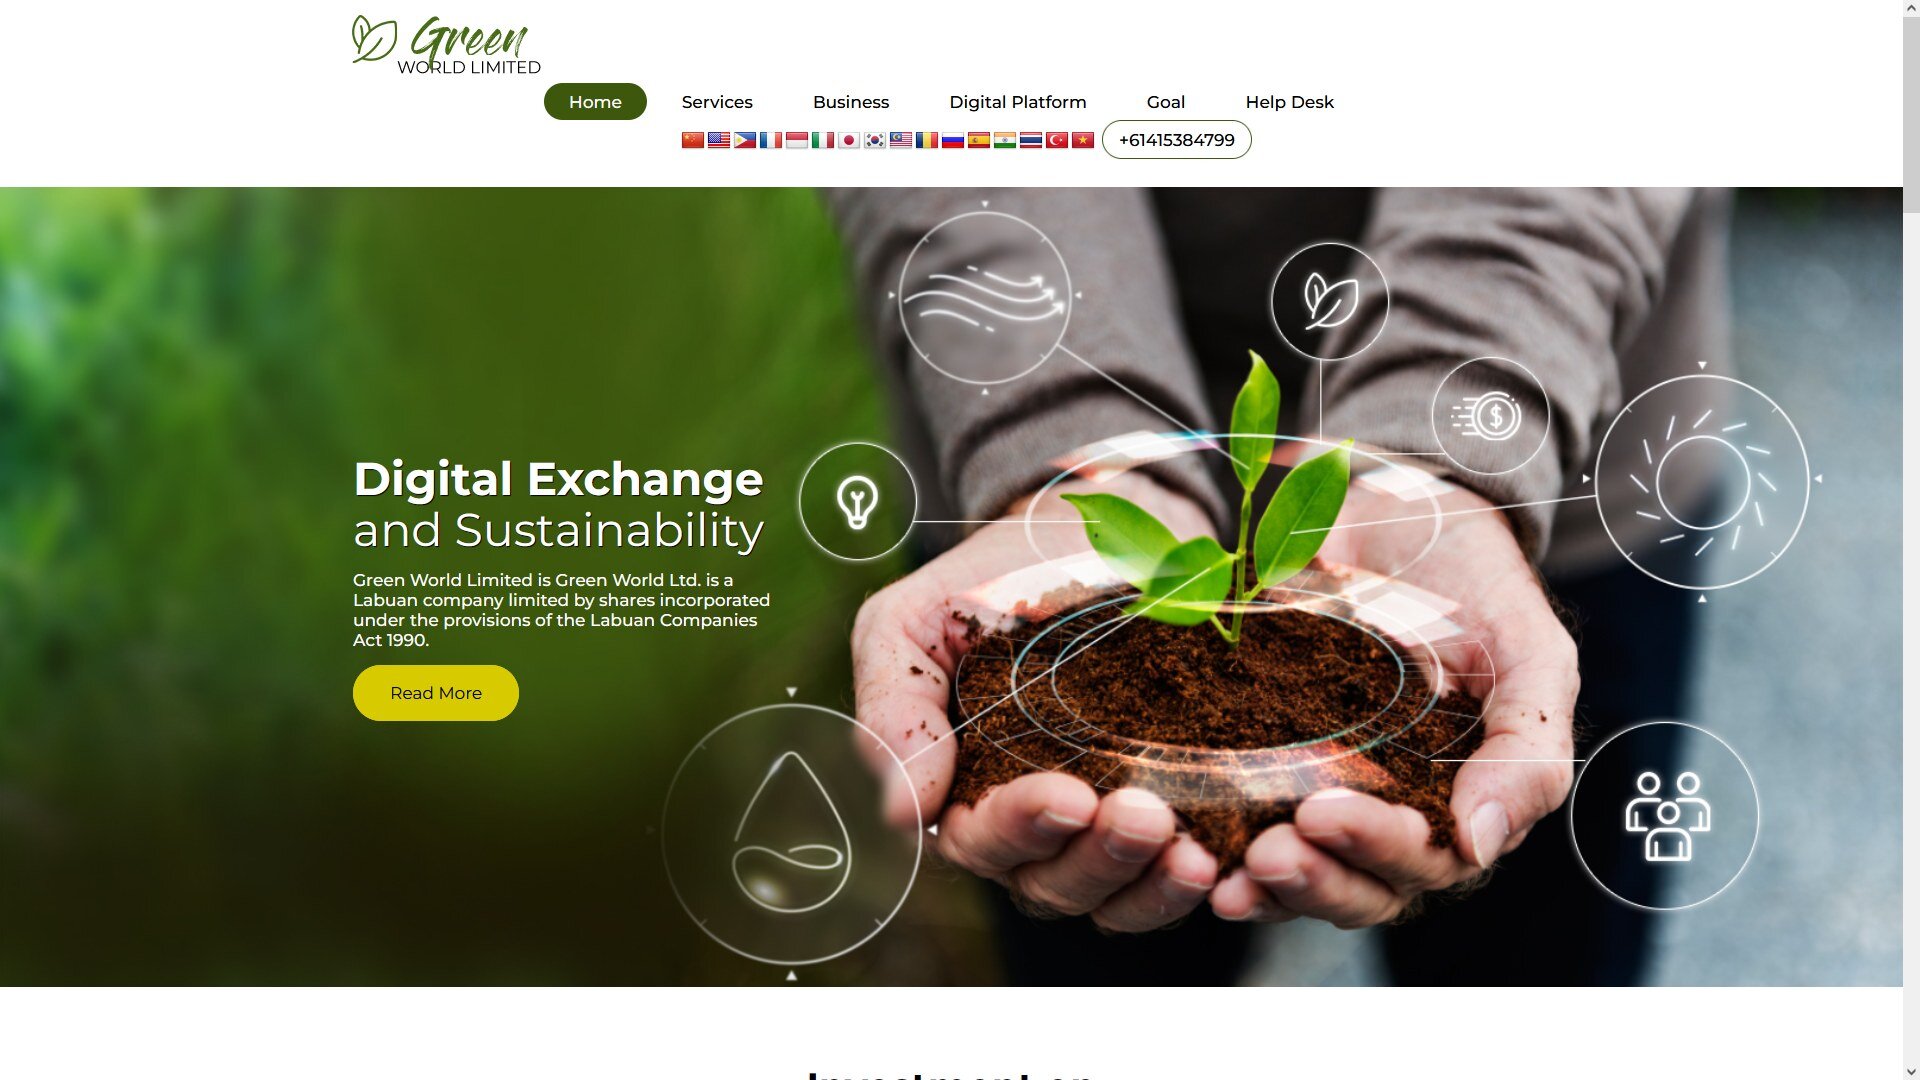 Green
WORLD LIMITED
Home Services Business Digital Platform Goal Help Desk
+61415384799
Digital Exchange
and Sustainability
Green World Limited is Green World Ltd. is a
Labuan company limited by shares incorporated
under the provisions of the Labuan Companies
Act 1990.
Read More
Investment on